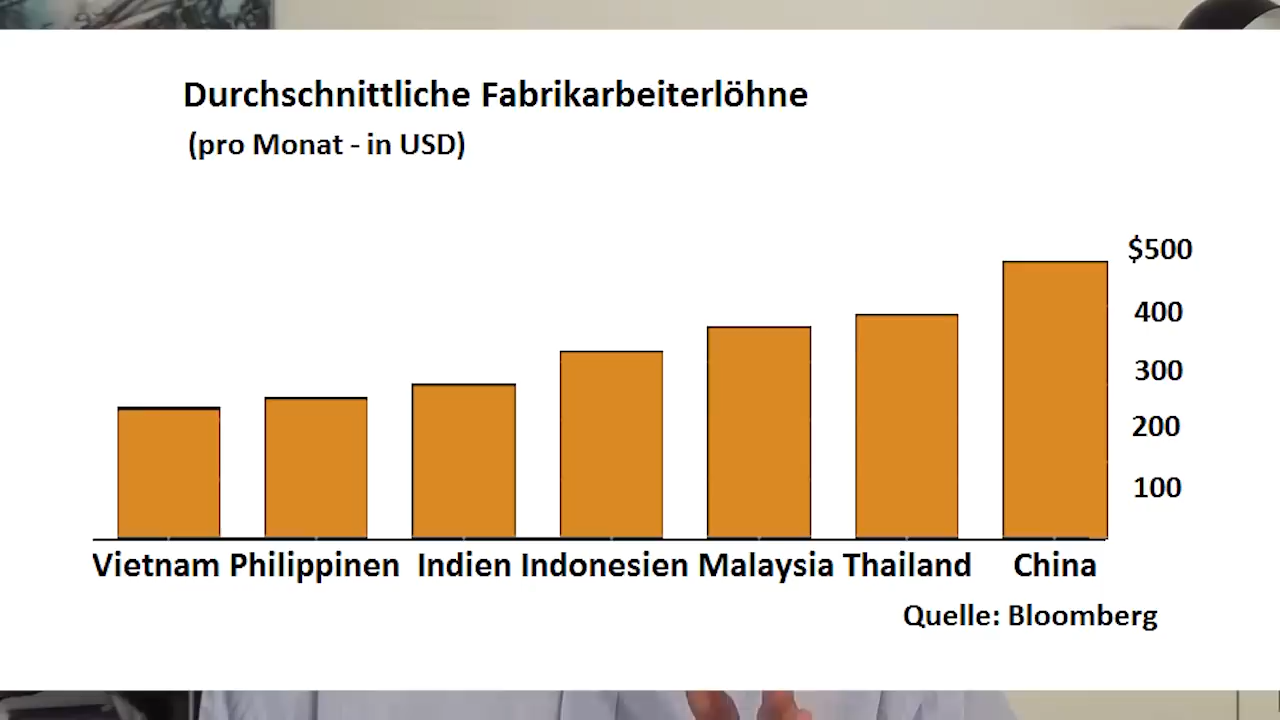 Durchschnittliche Fabrikarbeiterlöhne
(pro Monat - in USD)
$500
400
300
200
100
Vietnam Philippinen Indien Indonesien Malaysia Thailand China
Quelle: Bloomberg